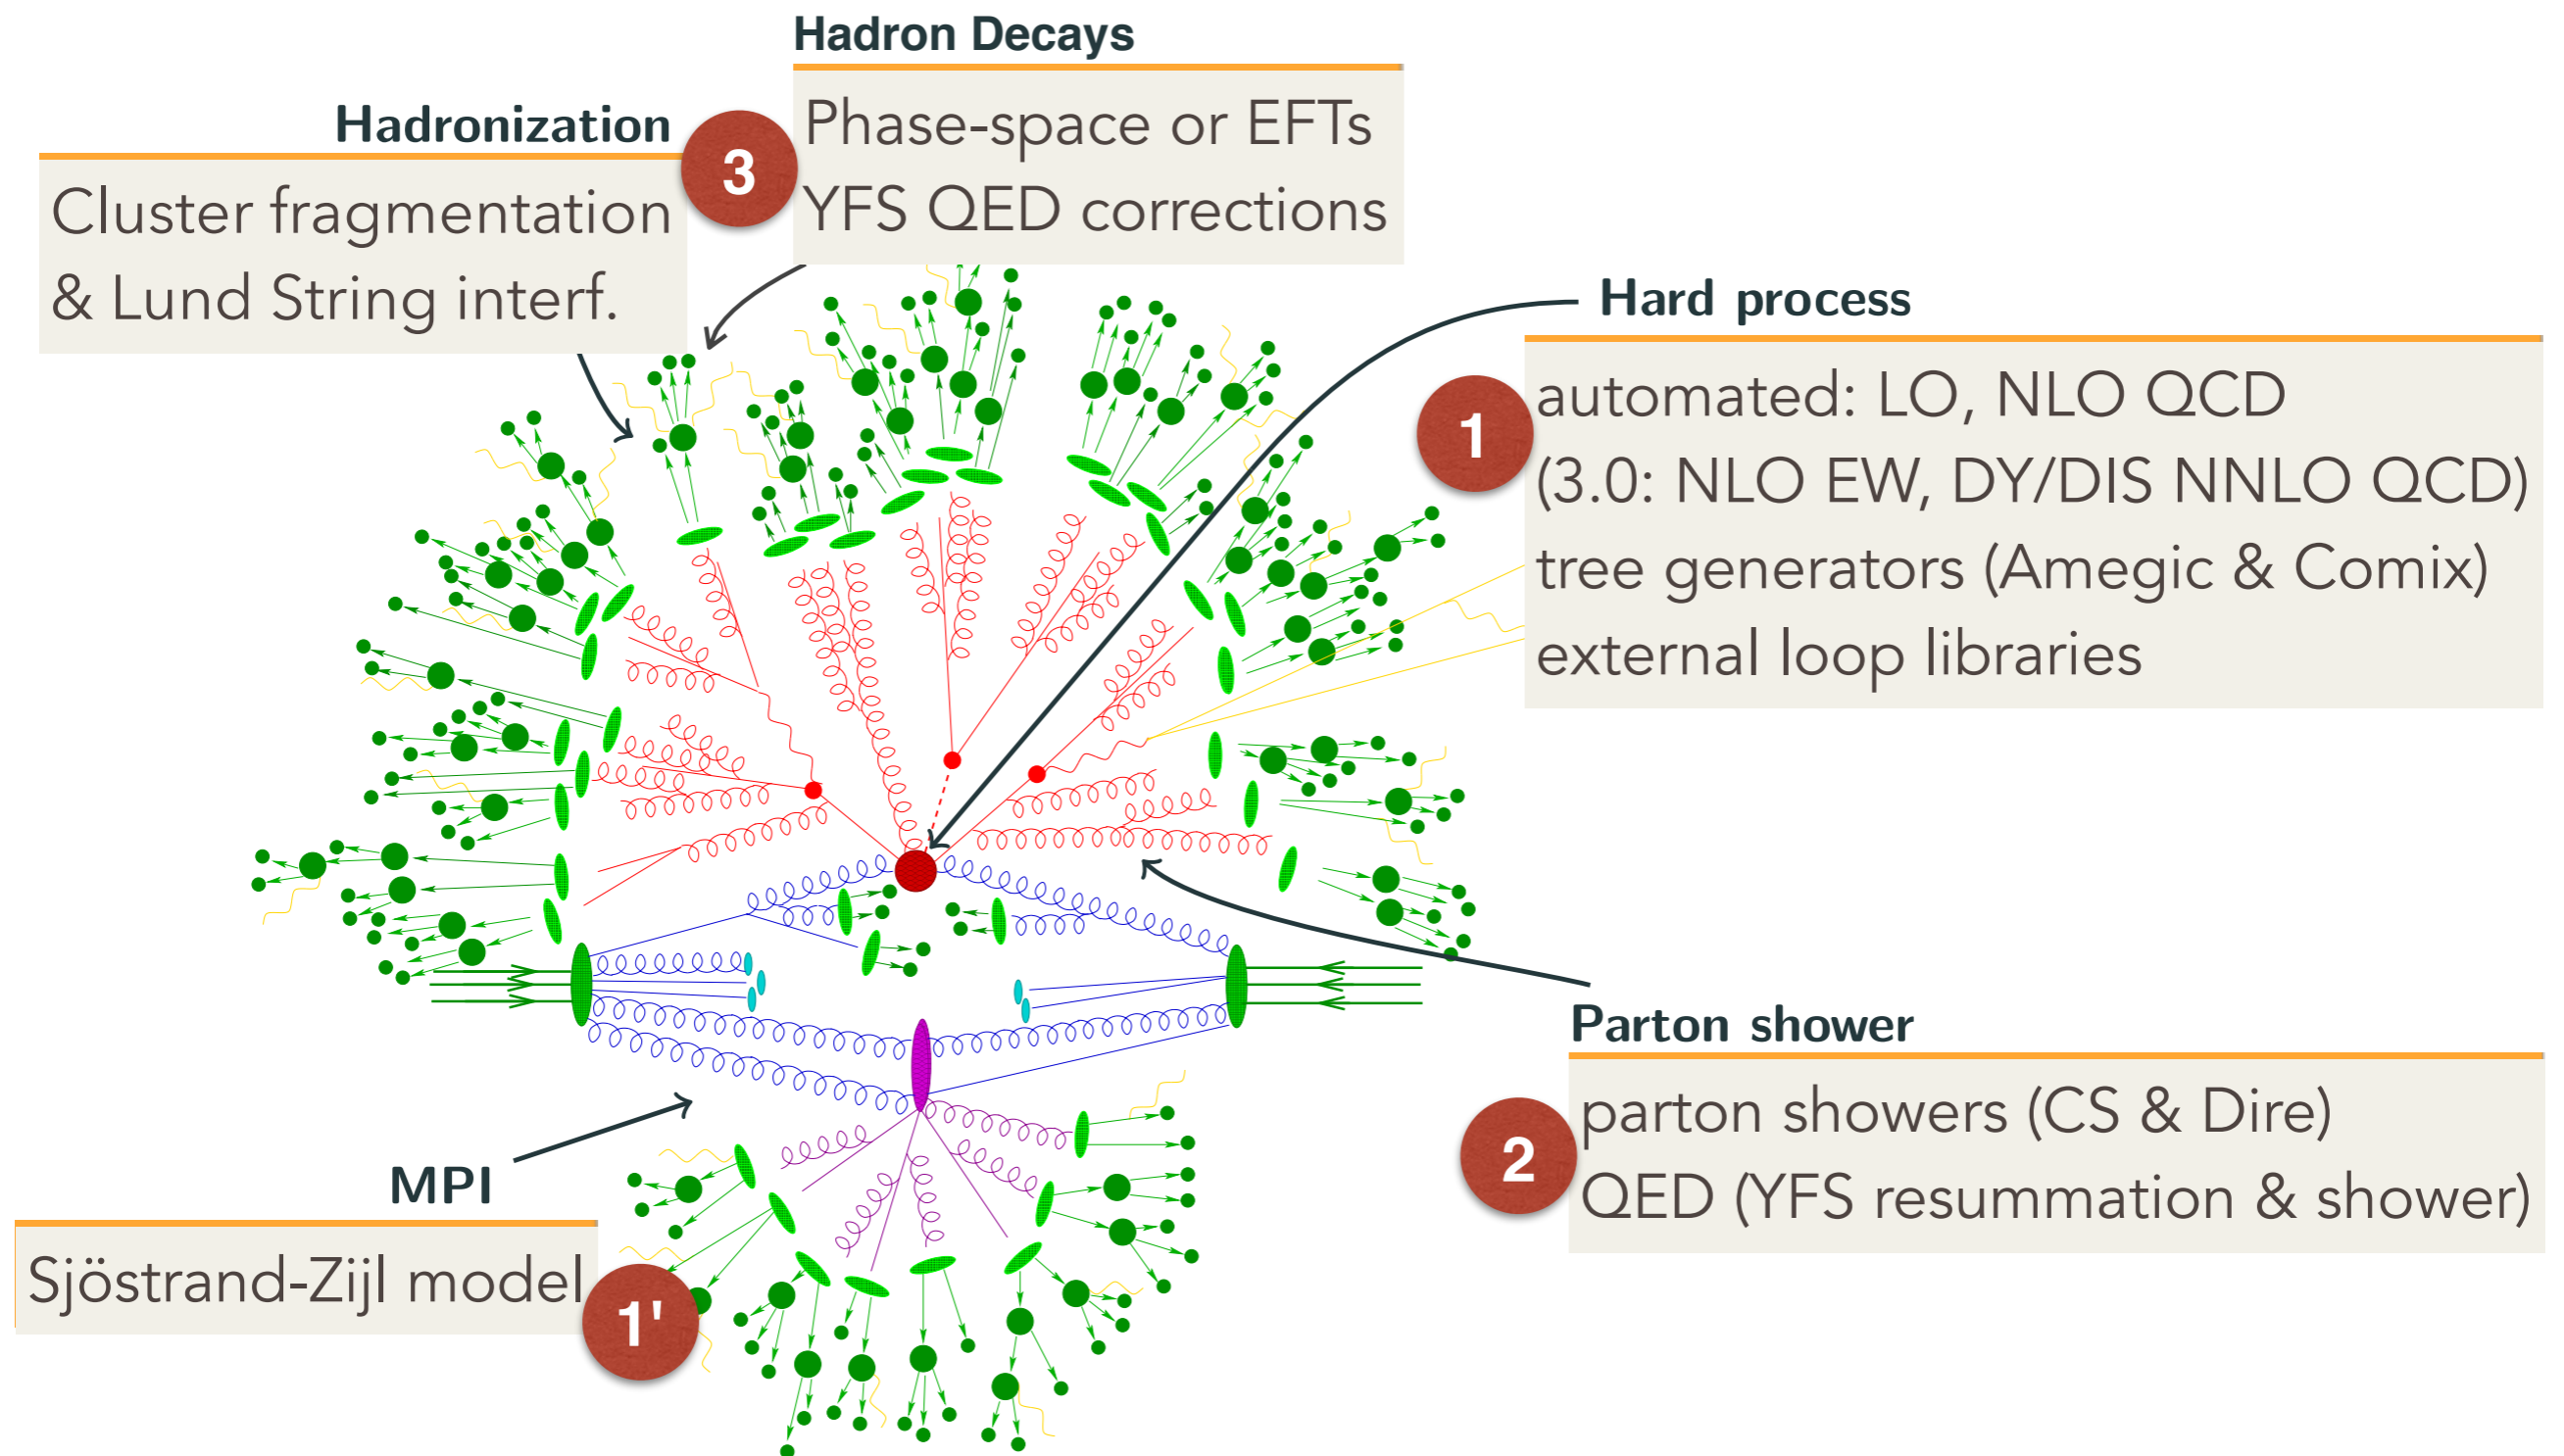 Hadron Decays
Phase-space or EFTs
YFS QED corrections
Hadronization
3
Cluster fragmentation
& Lund String interf.
Hard process
1
automated: LO, NLO QCD
(3.0: NLO EW, DY/DIS NNLO QCD)
tree generators (Amegic & Comix)
external loop libraries
Parton shower
2
parton showers (CS & Dire)
QED (YFS resummation & shower)
MPI
Sjöstrand-Zijl model
1'